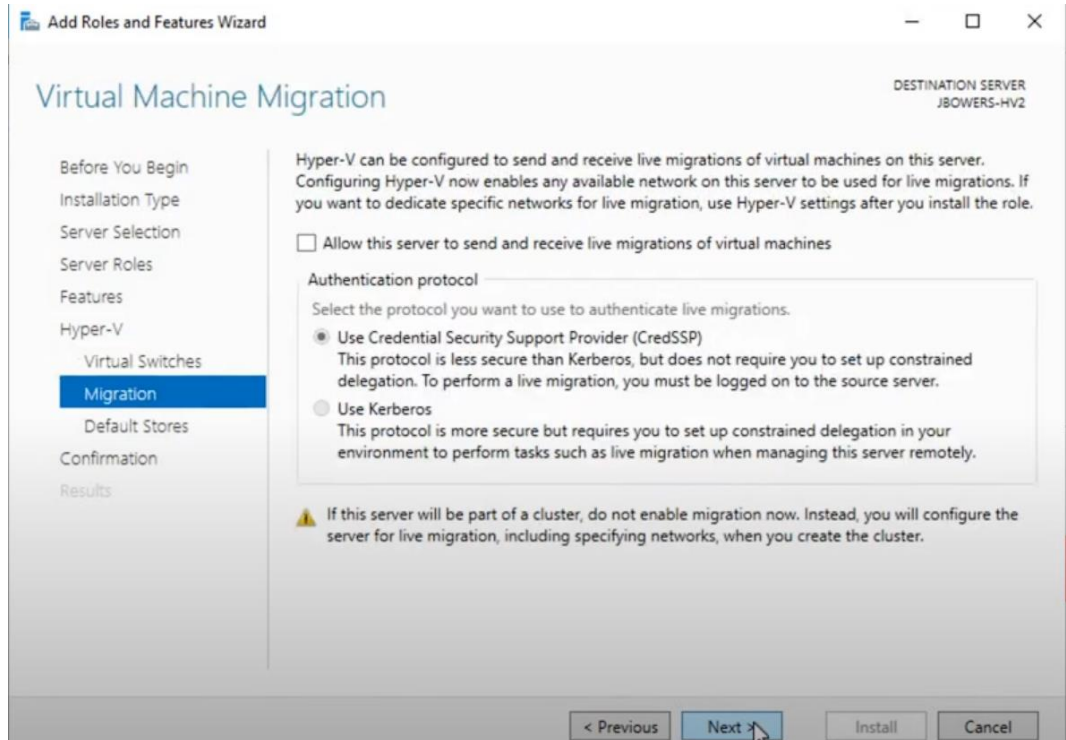 Add Roles and Features Wizard
Virtual Machine Migration
DESTINATION SERVER
JBOWERS-HV2
Before You Begin
Installation Type
Server Selection
Server Roles
Features
Hyper-V
Virtual Switches
Migration
Default Stores
Confirmation
Results
Hyper-V can be configured to send and receive live migrations of virtual machines on this server.
Configuring Hyper-V now enables any available network on this server to be used for live migrations. If
you want to dedicate specific networks for live migration, use Hyper-V settings after you install the role.
Allow this server to send and receive live migrations of virtual machines
Authentication protocol
Select the protocol you want to use to authenticate live migrations.
Use Credential Security Support Provider (CredSSP)
This protocol is less secure than Kerberos, but does not require you to set up constrained
delegation. To perform a live migration, you must be logged on to the source server.
Use Kerberos
This protocol is more secure but requires you to set up constrained delegation in your
environment to perform tasks such as live migration when managing this server remotely.
If this server will be part of a cluster, do not enable migration now. Instead, you will configure the
server for live migration, including specifying networks, when you create the cluster.
< Previous
Next >
Install
Cancel